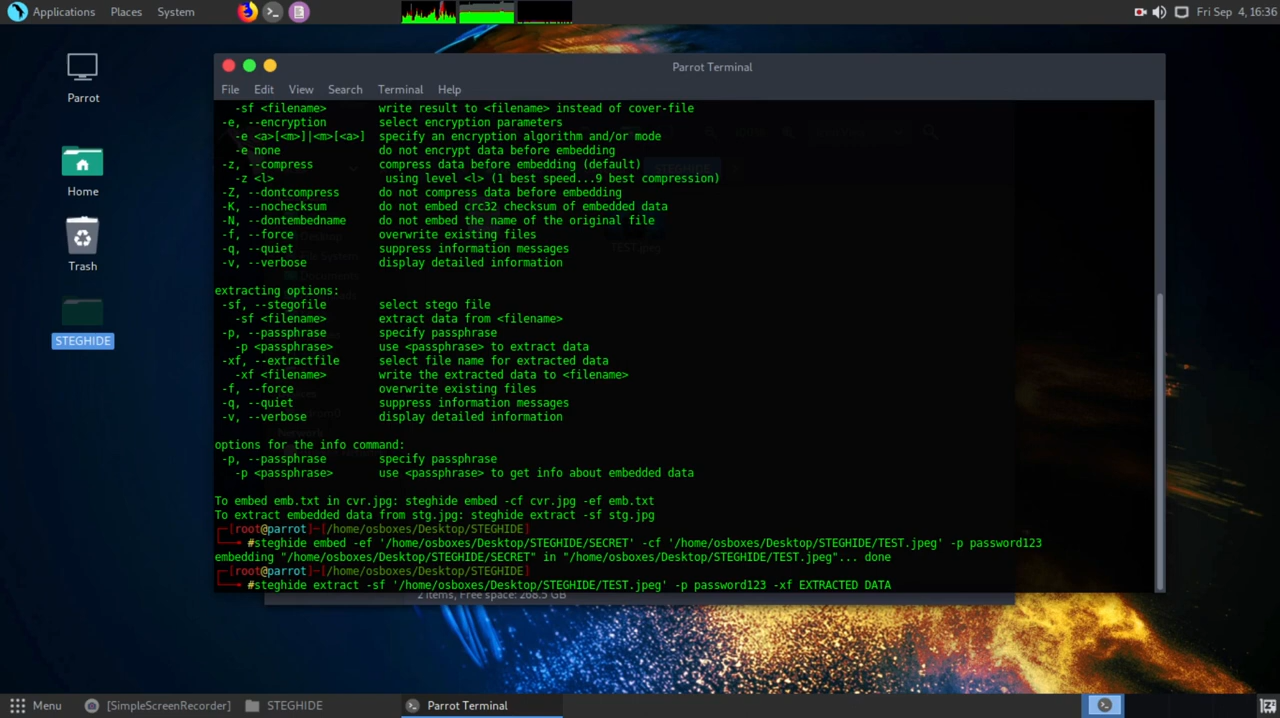 Applications Places System
Fri Sep 4, 16:36
Parrot
Home
Trash
STEGHIDE
Parrot Terminal
File Edit View Search Terminal Help
-sf <filename> write result to <filename> instead of cover-file
-e, --encryption select encryption parameters
-e <a>[<m>]|<m>[<a>] specify an encryption algorithm and/or mode
-e none do not encrypt data before embedding
-z, --compress compress data before embedding (default)
-z <l> using level <l> (1 best speed...9 best compression)
-Z, --dontcompress do not compress data before embedding
-K, --nochecksum do not embed crc32 checksum of embedded data
-N, --dontembedname do not embed the name of the original file
-f, --force overwrite existing files
-q, --quiet suppress information messages
-v, --verbose display detailed information
extracting options:
-sf, --stegofile select stego file
-sf <filename> extract data from <filename>
-p, --passphrase specify passphrase
-p <passphrase> use <passphrase> to extract data
-xf, --extractfile select file name for extracted data
-xf <filename> write the extracted data to <filename>
-f, --force overwrite existing files
-q, --quiet suppress information messages
-v, --verbose display detailed information
options for the info command:
-p, --passphrase specify passphrase
-p <passphrase> use <passphrase> to get info about embedded data
To embed emb.txt in cvr.jpg: steghide embed -cf cvr.jpg -ef emb.txt
To extract embedded data from stg.jpg: steghide extract -sf stg.jpg
┌─[root@parrot]─[/home/osboxes/Desktop/STEGHIDE]
└──╼ #steghide embed -ef '/home/osboxes/Desktop/STEGHIDE/SECRET' -cf '/home/osboxes/Desktop/STEGHIDE/TEST.jpeg' -p password123
embedding "/home/osboxes/Desktop/STEGHIDE/SECRET" in "/home/osboxes/Desktop/STEGHIDE/TEST.jpeg"... done
┌─[root@parrot]─[/home/osboxes/Desktop/STEGHIDE]
└──╼ #steghide extract -sf '/home/osboxes/Desktop/STEGHIDE/TEST.jpeg' -p password123 -xf EXTRACTED DATA
2 items, Free space: 268.5 GB
Menu [SimpleScreenRecorder] STEGHIDE Parrot Terminal